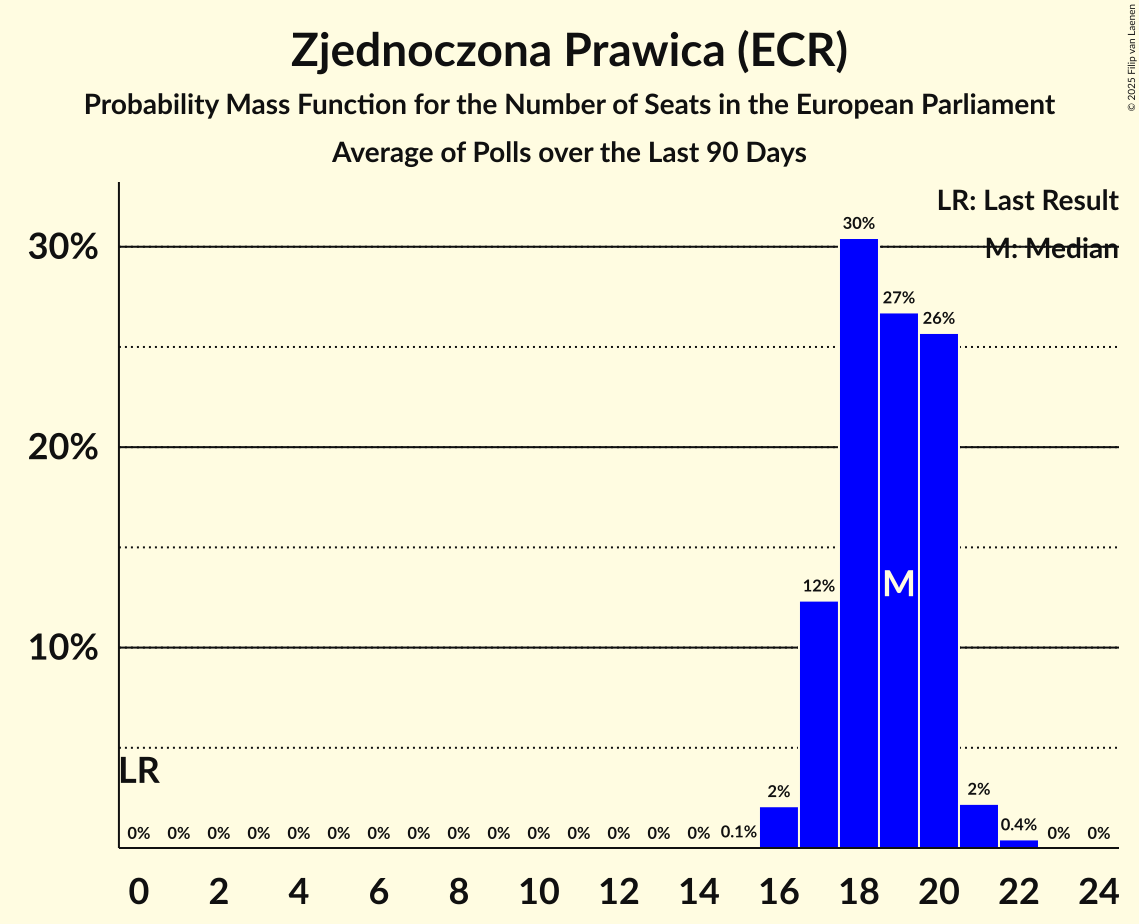 Zjednoczona Prawica (ECR)
Probability Mass Function for the Number of Seats in the European Parliament
Average of Polls over the Last 90 Days
© 2025 Filip van Laenen
LR: Last Result
M: Median
30%
20%
10%
30%
27%
26%
12%
M
LR
2%
2%
0% 0% 0% 0% 0% 0% 0% 0% 0% 0% 0% 0% 0% 0% 0% 0.1% 0.4% 0% 0%
0 2 4 6 8 10 12 14 16 18 20 22 24